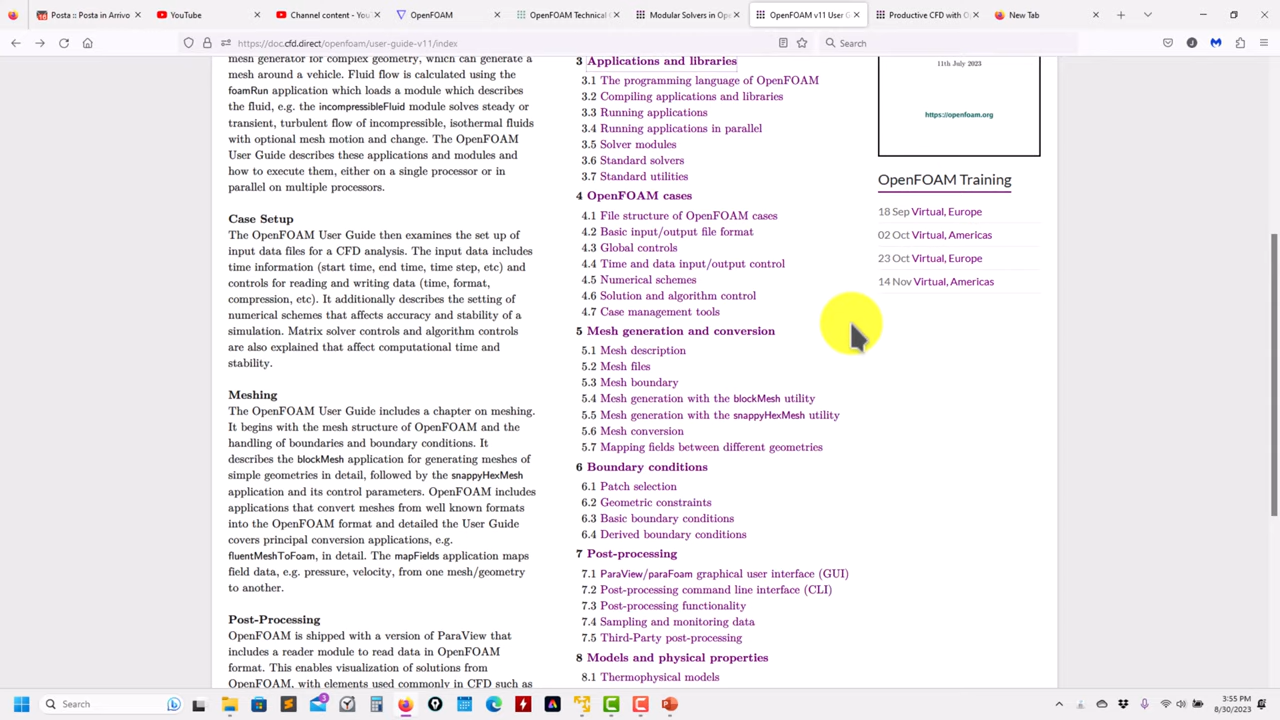 Posta :: Posta in Arrivo
YouTube
Channel content - You
OpenFOAM
OpenFOAM Technical G
Modular Solvers in Ope
OpenFOAM v11 User G
Productive CFD with O
New Tab
https://doc.cfd.direct/openfoam/user-guide-v11/index
Search
mesh generator for complex geometry, which can generate a
mesh around a vehicle. Fluid flow is calculated using the
foamRun application which loads a module which describes
the fluid, e.g. the incompressibleFluid module solves steady or
transient, turbulent flow of incompressible, isothermal fluids
with optional mesh motion and change. The OpenFOAM
User Guide describes these applications and modules and
how to execute them, either on a single processor or in
parallel on multiple processors.
Case Setup
The OpenFOAM User Guide then examines the set up of
input data files for a CFD analysis. The input data includes
time information (start time, end time, time step, etc) and
controls for reading and writing data (time, format,
compression, etc). It additionally describes the setting of
numerical schemes that affects accuracy and stability of a
simulation. Matrix solver controls and algorithm controls
are also explained that affect computational time and
stability.
Meshing
The OpenFOAM User Guide includes a chapter on meshing.
It begins with the mesh structure of OpenFOAM and the
handling of boundaries and boundary conditions. It
describes the blockMesh application for generating meshes of
simple geometries in detail, followed by the snappyHexMesh
application and its control parameters. OpenFOAM includes
applications that convert meshes from well known formats
into the OpenFOAM format and detailed the User Guide
covers principal conversion applications, e.g.
fluentMeshToFoam, in detail. The mapFields application maps
field data, e.g. pressure, velocity, from one mesh/geometry
to another.
Post-Processing
OpenFOAM is shipped with a version of ParaView that
includes a reader module to read data in OpenFOAM
format. This enables visualization of solutions from
OpenFOAM, with elements used commonly in CFD such as
3 Applications and libraries
3.1 The programming language of OpenFOAM
3.2 Compiling applications and libraries
3.3 Running applications
3.4 Running applications in parallel
3.5 Solver modules
3.6 Standard solvers
3.7 Standard utilities
4 OpenFOAM cases
4.1 File structure of OpenFOAM cases
4.2 Basic input/output file format
4.3 Global controls
4.4 Time and data input/output control
4.5 Numerical schemes
4.6 Solution and algorithm control
4.7 Case management tools
5 Mesh generation and conversion
5.1 Mesh description
5.2 Mesh files
5.3 Mesh boundary
5.4 Mesh generation with the blockMesh utility
5.5 Mesh generation with the snappyHexMesh utility
5.6 Mesh conversion
5.7 Mapping fields between different geometries
6 Boundary conditions
6.1 Patch selection
6.2 Geometric constraints
6.3 Basic boundary conditions
6.4 Derived boundary conditions
7 Post-processing
7.1 ParaView/paraFoam graphical user interface (GUI)
7.2 Post-processing command line interface (CLI)
7.3 Post-processing functionality
7.4 Sampling and monitoring data
7.5 Third-Party post-processing
8 Models and physical properties
8.1 Thermophysical models
11th July 2023
https://openfoam.org
OpenFOAM Training
18 Sep Virtual, Europe
02 Oct Virtual, Americas
23 Oct Virtual, Europe
14 Nov Virtual, Americas
Search
3:55 PM
8/30/2023